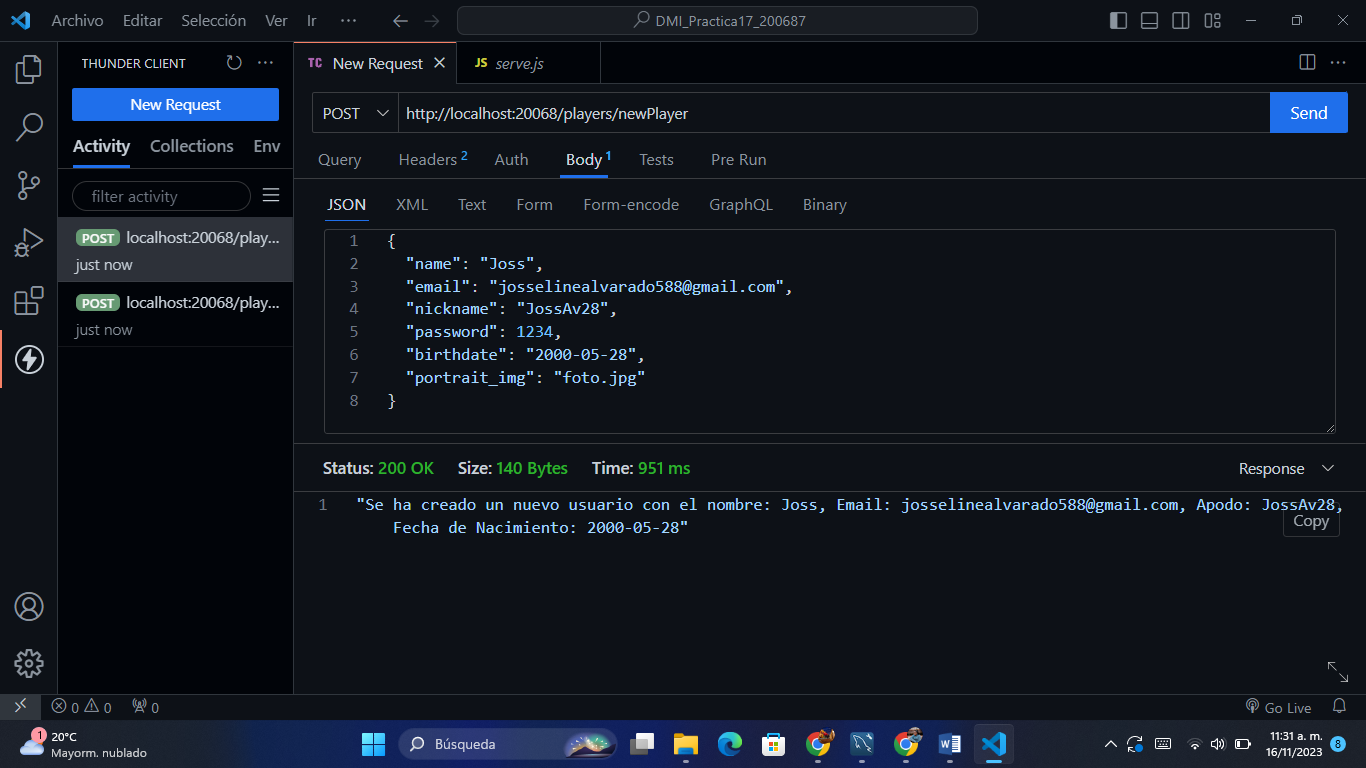 Archivo Editar Selección Ver Ir ··· DMI_Practica17_200687
THUNDER CLIENT ···
New Request
Activity Collections Env
filter activity
POST localhost:20068/play...
just now
POST localhost:20068/play...
just now
TC New Request JS serve.js ···
POST http://localhost:20068/players/newPlayer Send
Query Headers 2 Auth Body 1 Tests Pre Run
JSON XML Text Form Form-encode GraphQL Binary
1 {
2 "name": "Joss",
3 "email": "josselinealvarado588@gmail.com",
4 "nickname": "JossAv28",
5 "password": 1234,
6 "birthdate": "2000-05-28",
7 "portrait_img": "foto.jpg"
8 }
Status: 200 OK Size: 140 Bytes Time: 951 ms Response
1 "Se ha creado un nuevo usuario con el nombre: Joss, Email: josselinealvarado588@gmail.com, Apodo: JossAv28,
Fecha de Nacimiento: 2000-05-28"
Copy
0 0 0 Go Live
1 20°C
Mayorm. nublado
Búsqueda
11:31 a. m.
16/11/2023 8